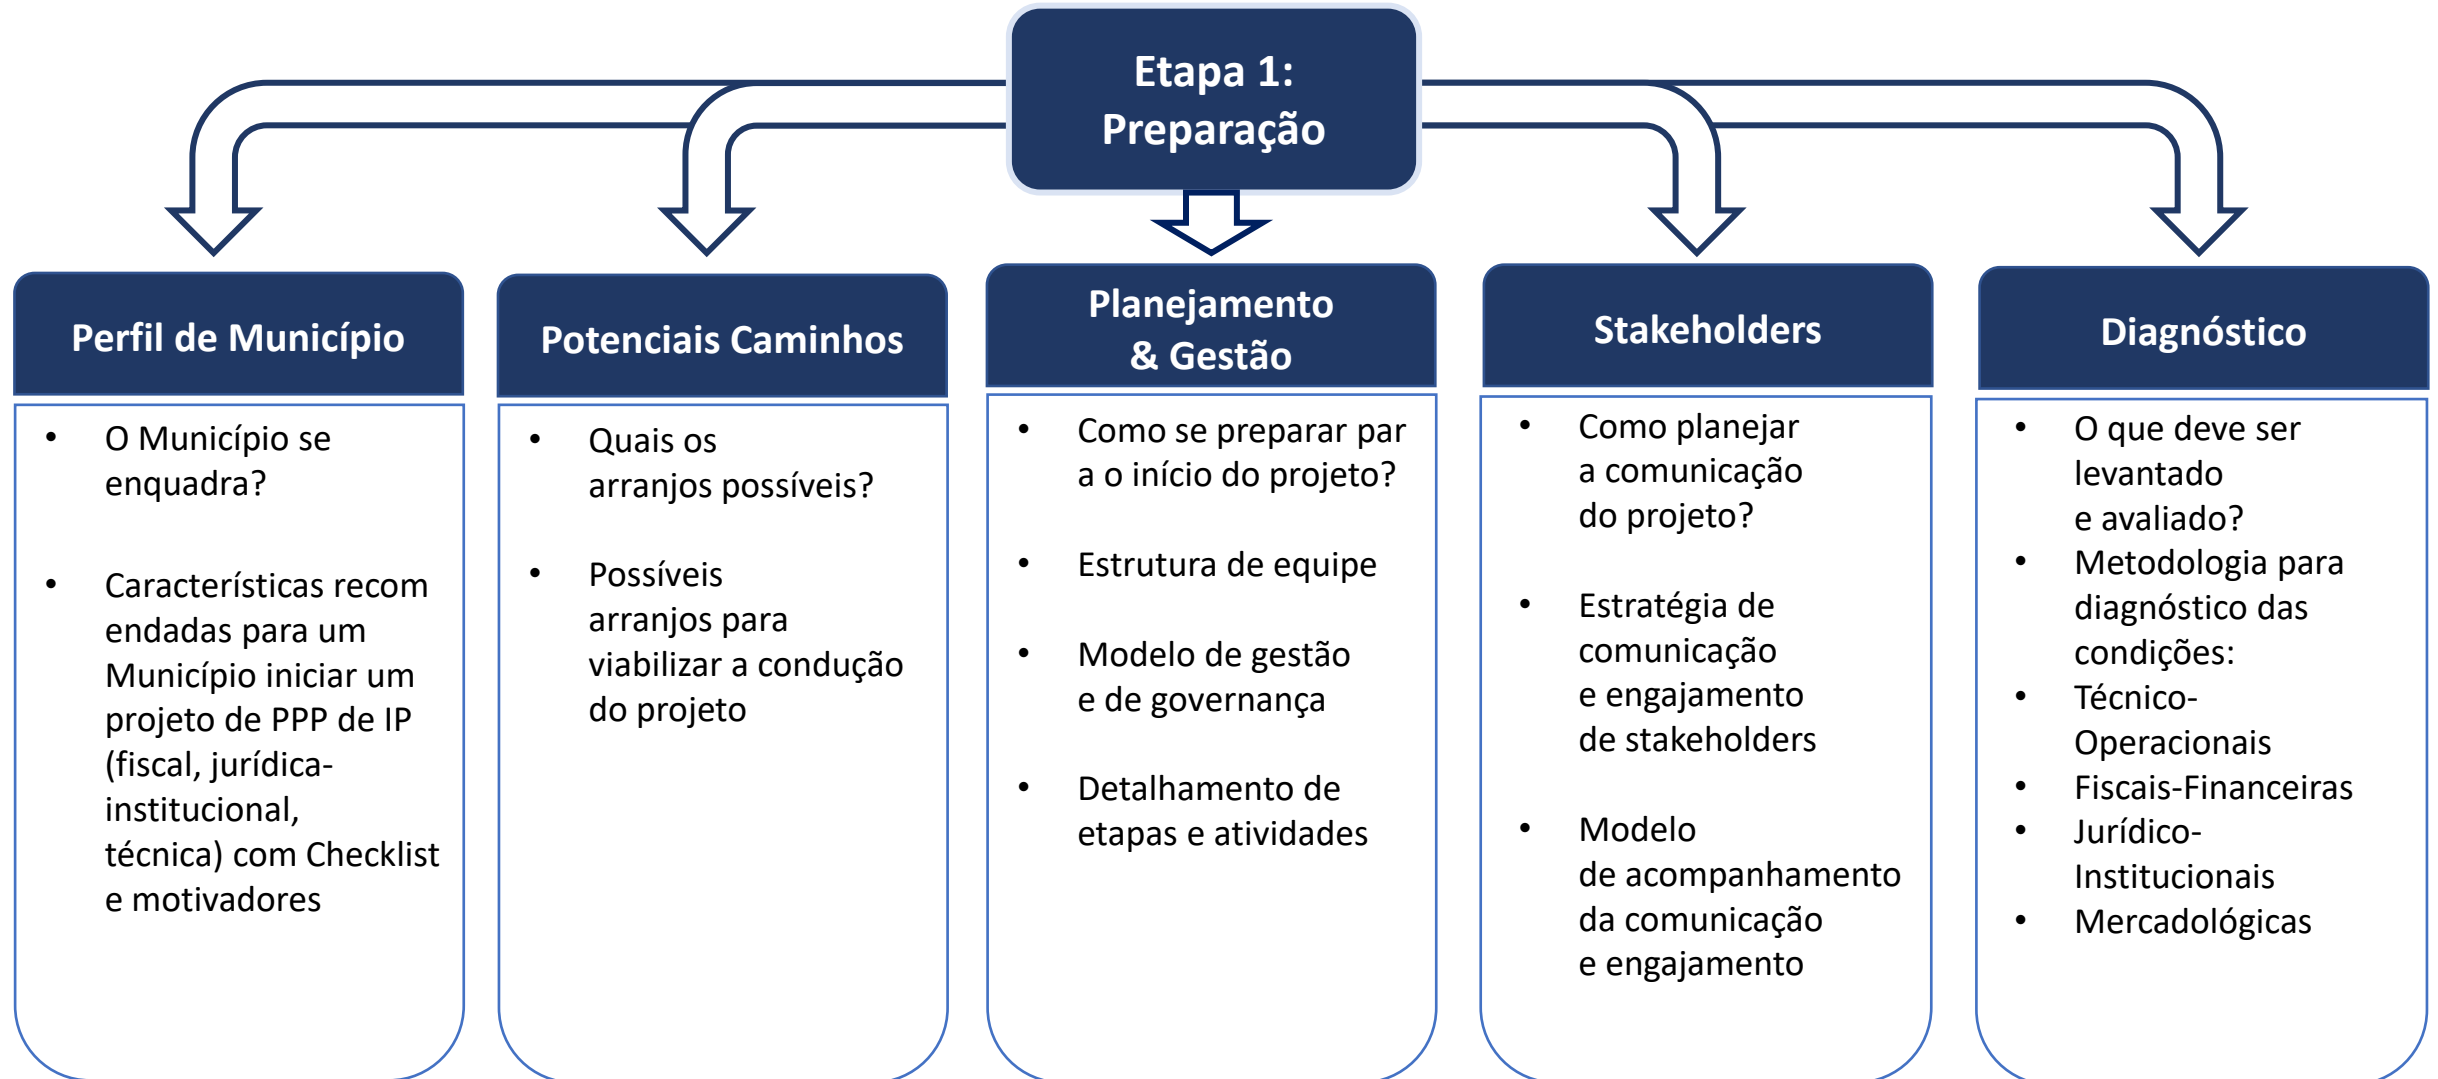 Etapa 1:
Preparação
Perfil de Município
• O Município se
enquadra?
• Características recom
endadas para um
Município iniciar um
projeto de PPP de IP
(fiscal, jurídica-
institucional,
técnica) com Checklist
e motivadores
Potenciais Caminhos
• Quais os
arranjos possíveis?
• Possíveis
arranjos para
viabilizar a condução
do projeto
Planejamento
& Gestão
• Como se preparar par
a o início do projeto?
• Estrutura de equipe
• Modelo de gestão
e de governança
• Detalhamento de
etapas e atividades
Stakeholders
• Como planejar
a comunicação
do projeto?
• Estratégia de
comunicação
e engajamento
de stakeholders
• Modelo
de acompanhamento
da comunicação
e engajamento
Diagnóstico
• O que deve ser
levantado
e avaliado?
• Metodologia para
diagnóstico das
condições:
• Técnico-
Operacionais
• Fiscais-Financeiras
• Jurídico-
Institucionais
• Mercadológicas